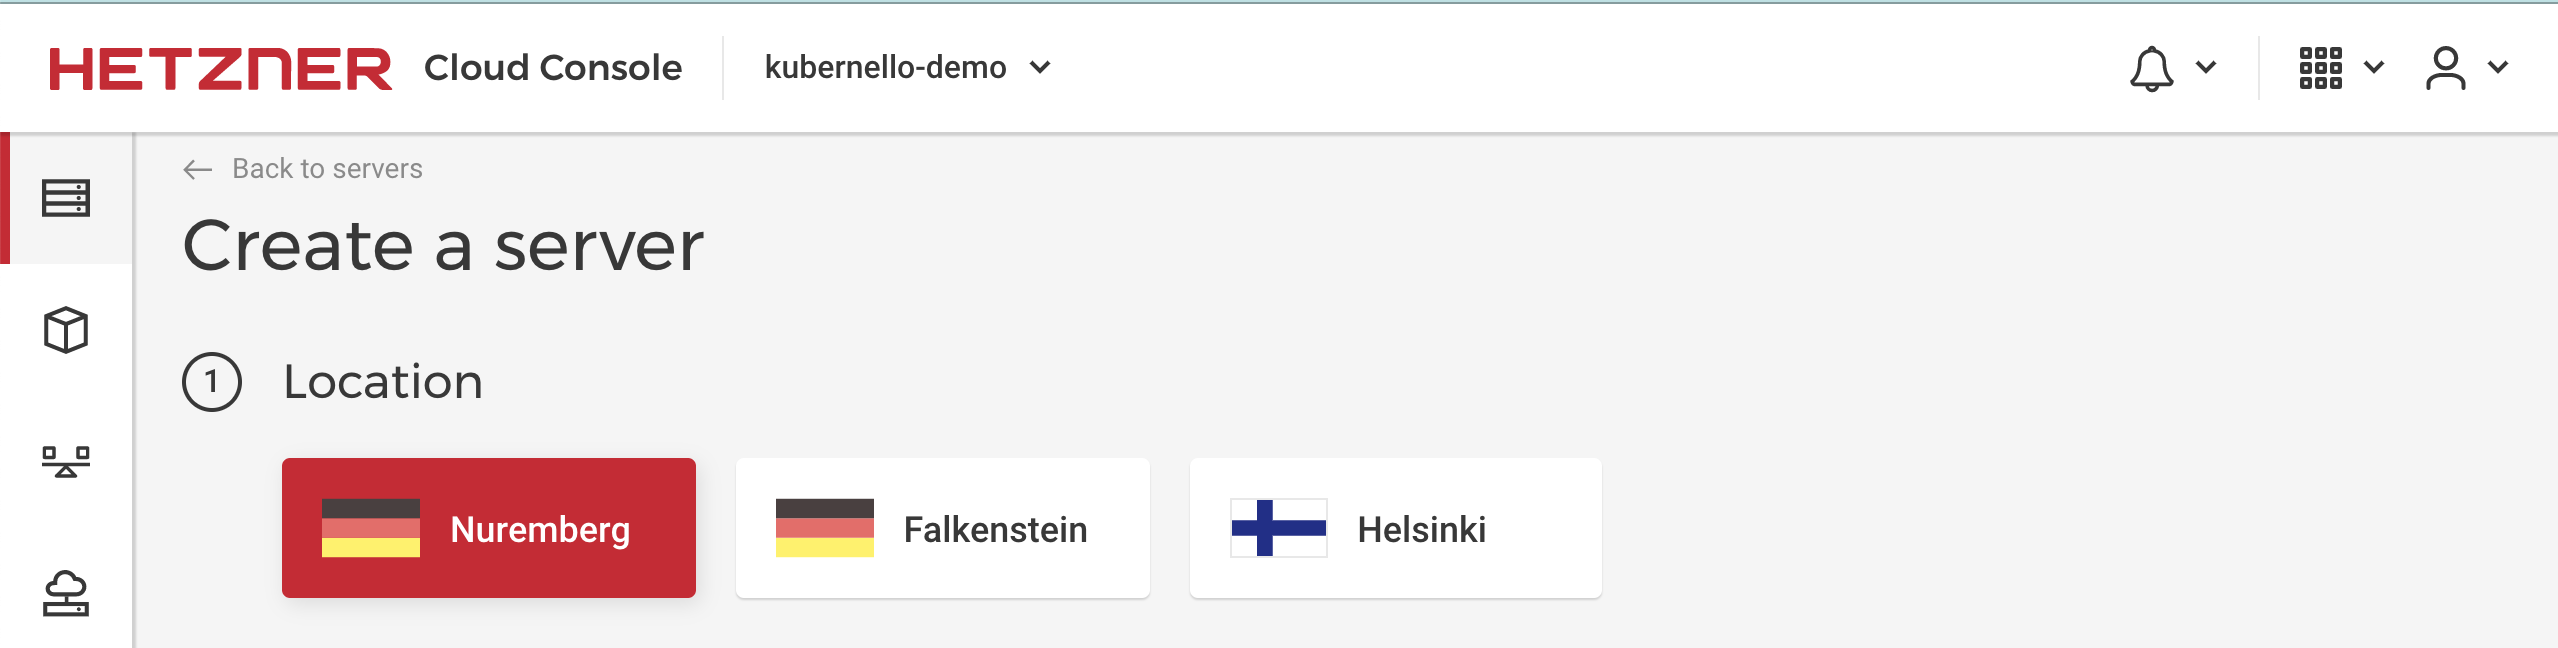 HETZNER Cloud Console kubernello-demo
Back to servers
Create a server
1 Location
Nuremberg Falkenstein Helsinki